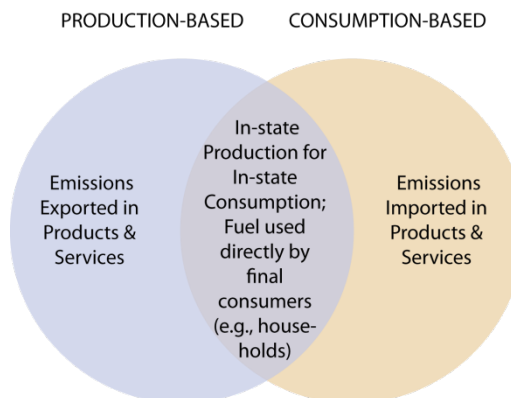 PRODUCTION-BASED
CONSUMPTION-BASED
Emissions
Exported in
Products &
Services
In-state
Production for
In-state
Consumption;
Fuel used
directly by
final
consumers
(e.g., house-
holds)
Emissions
Imported in
Products &
Services